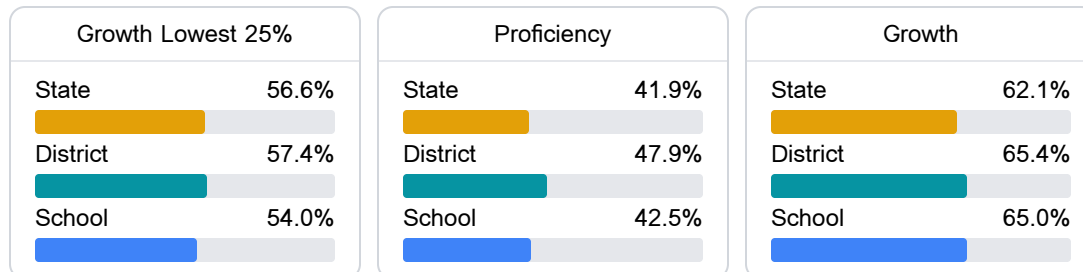 Growth Lowest 25%
State 56.6%
District 57.4%
School 54.0%
Proficiency
State 41.9%
District 47.9%
School 42.5%
Growth
State 62.1%
District 65.4%
School 65.0%